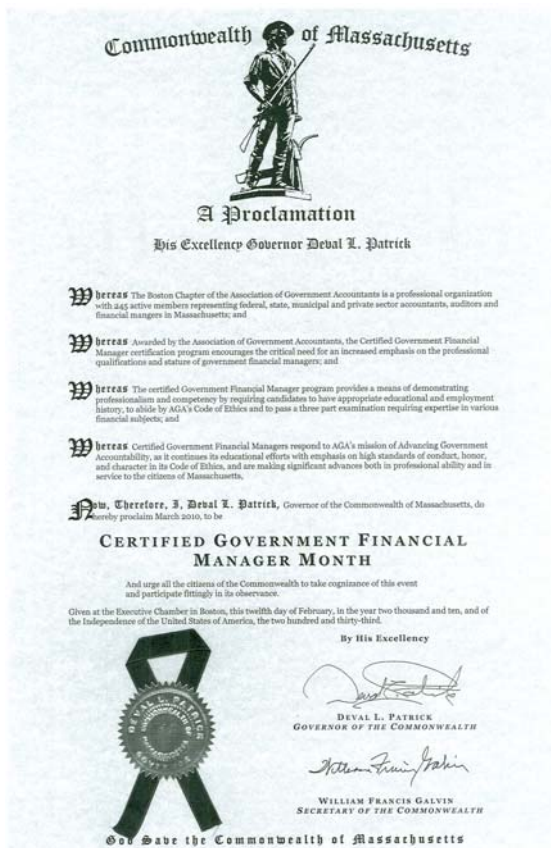 Commonwealth of Massachusetts
A Proclamation
His Excellency Governor Deval L. Patrick
Whereas The Boston Chapter of the Association of Government Accountants is a professional organization
with 245 active members representing federal, state, municipal and private sector accountants, auditors and
financial mangers in Massachusetts; and
Whereas Awarded by the Association of Government Accountants, the Certified Government Financial
Manager certification program encourages the critical need for an increased emphasis on the professional
qualifications and stature of government financial managers; and
Whereas The certified Government Financial Manager program provides a means of demonstrating
professionalism and competency by requiring candidates to have appropriate educational and employment
history, to abide by AGA's Code of Ethics and to pass a three part examination requiring expertise in various
financial subjects; and
Whereas Certified Government Financial Managers respond to AGA's mission of Advancing Government
Accountability, as it continues its educational efforts with emphasis on high standards of conduct, honor,
and character in its Code of Ethics, and are making significant advances both in professional ability and in
service to the citizens of Massachusetts,
Now, Therefore, I, Deval L. Patrick, Governor of the Commonwealth of Massachusetts, do
hereby proclaim March 2010, to be
CERTIFIED GOVERNMENT FINANCIAL
MANAGER MONTH
And urge all the citizens of the Commonwealth to take cognizance of this event
and participate fittingly in its observance.
Given at the Executive Chamber in Boston, this twelfth day of February, in the year two thousand and ten, and of
the Independence of the United States of America, the two hundred and thirty-third.
By His Excellency
DEVAL L. PATRICK
GOVERNOR OF THE COMMONWEALTH
William Francis Galvin
WILLIAM FRANCIS GALVIN
SECRETARY OF THE COMMONWEALTH
DEVAL L. PATRICK
God Save the Commonwealth of Massachusetts